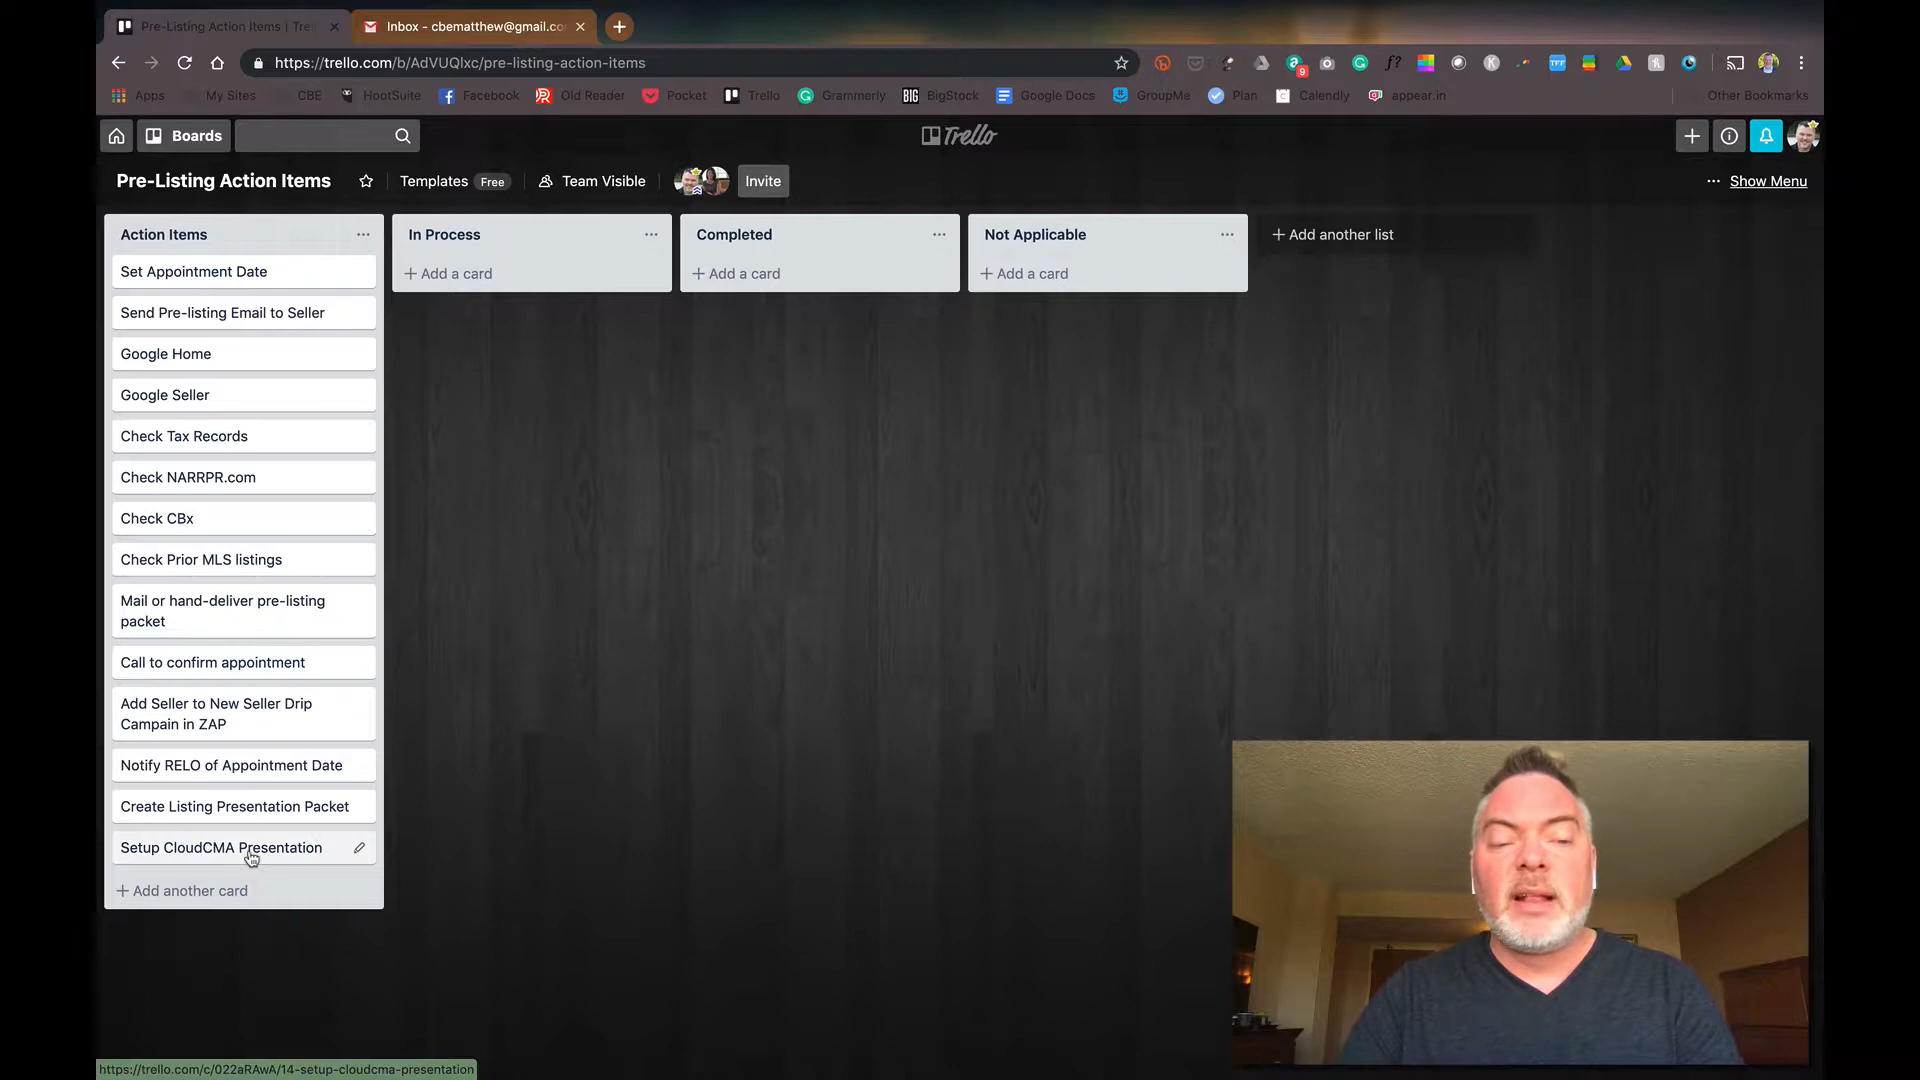 Pre-Listing Action Items | Tre
Inbox - cbematthew@gmail.co
https://trello.com/b/AdVUQlxc/pre-listing-action-items
9
f?
TFF
Apps
My Sites
CBE
HootSuite
Facebook
Old Reader
Pocket
Trello
Grammerly
BIG
BigStock
Google Docs
GroupMe
Plan
Calendly
appear.in
Other Bookmarks
Boards
Trello
Pre-Listing Action Items
Templates
Free
Team Visible
Invite
Show Menu
Action Items
Set Appointment Date
Send Pre-listing Email to Seller
Google Home
Google Seller
Check Tax Records
Check NARRPR.com
Check CBx
Check Prior MLS listings
Mail or hand-deliver pre-listing
packet
Call to confirm appointment
Add Seller to New Seller Drip
Campain in ZAP
Notify RELO of Appointment Date
Create Listing Presentation Packet
Setup CloudCMA Presentation
+ Add another card
In Process
+ Add a card
Completed
+ Add a card
Not Applicable
+ Add a card
+ Add another list
https://trello.com/c/022aRAwA/14-setup-cloudcma-presentation